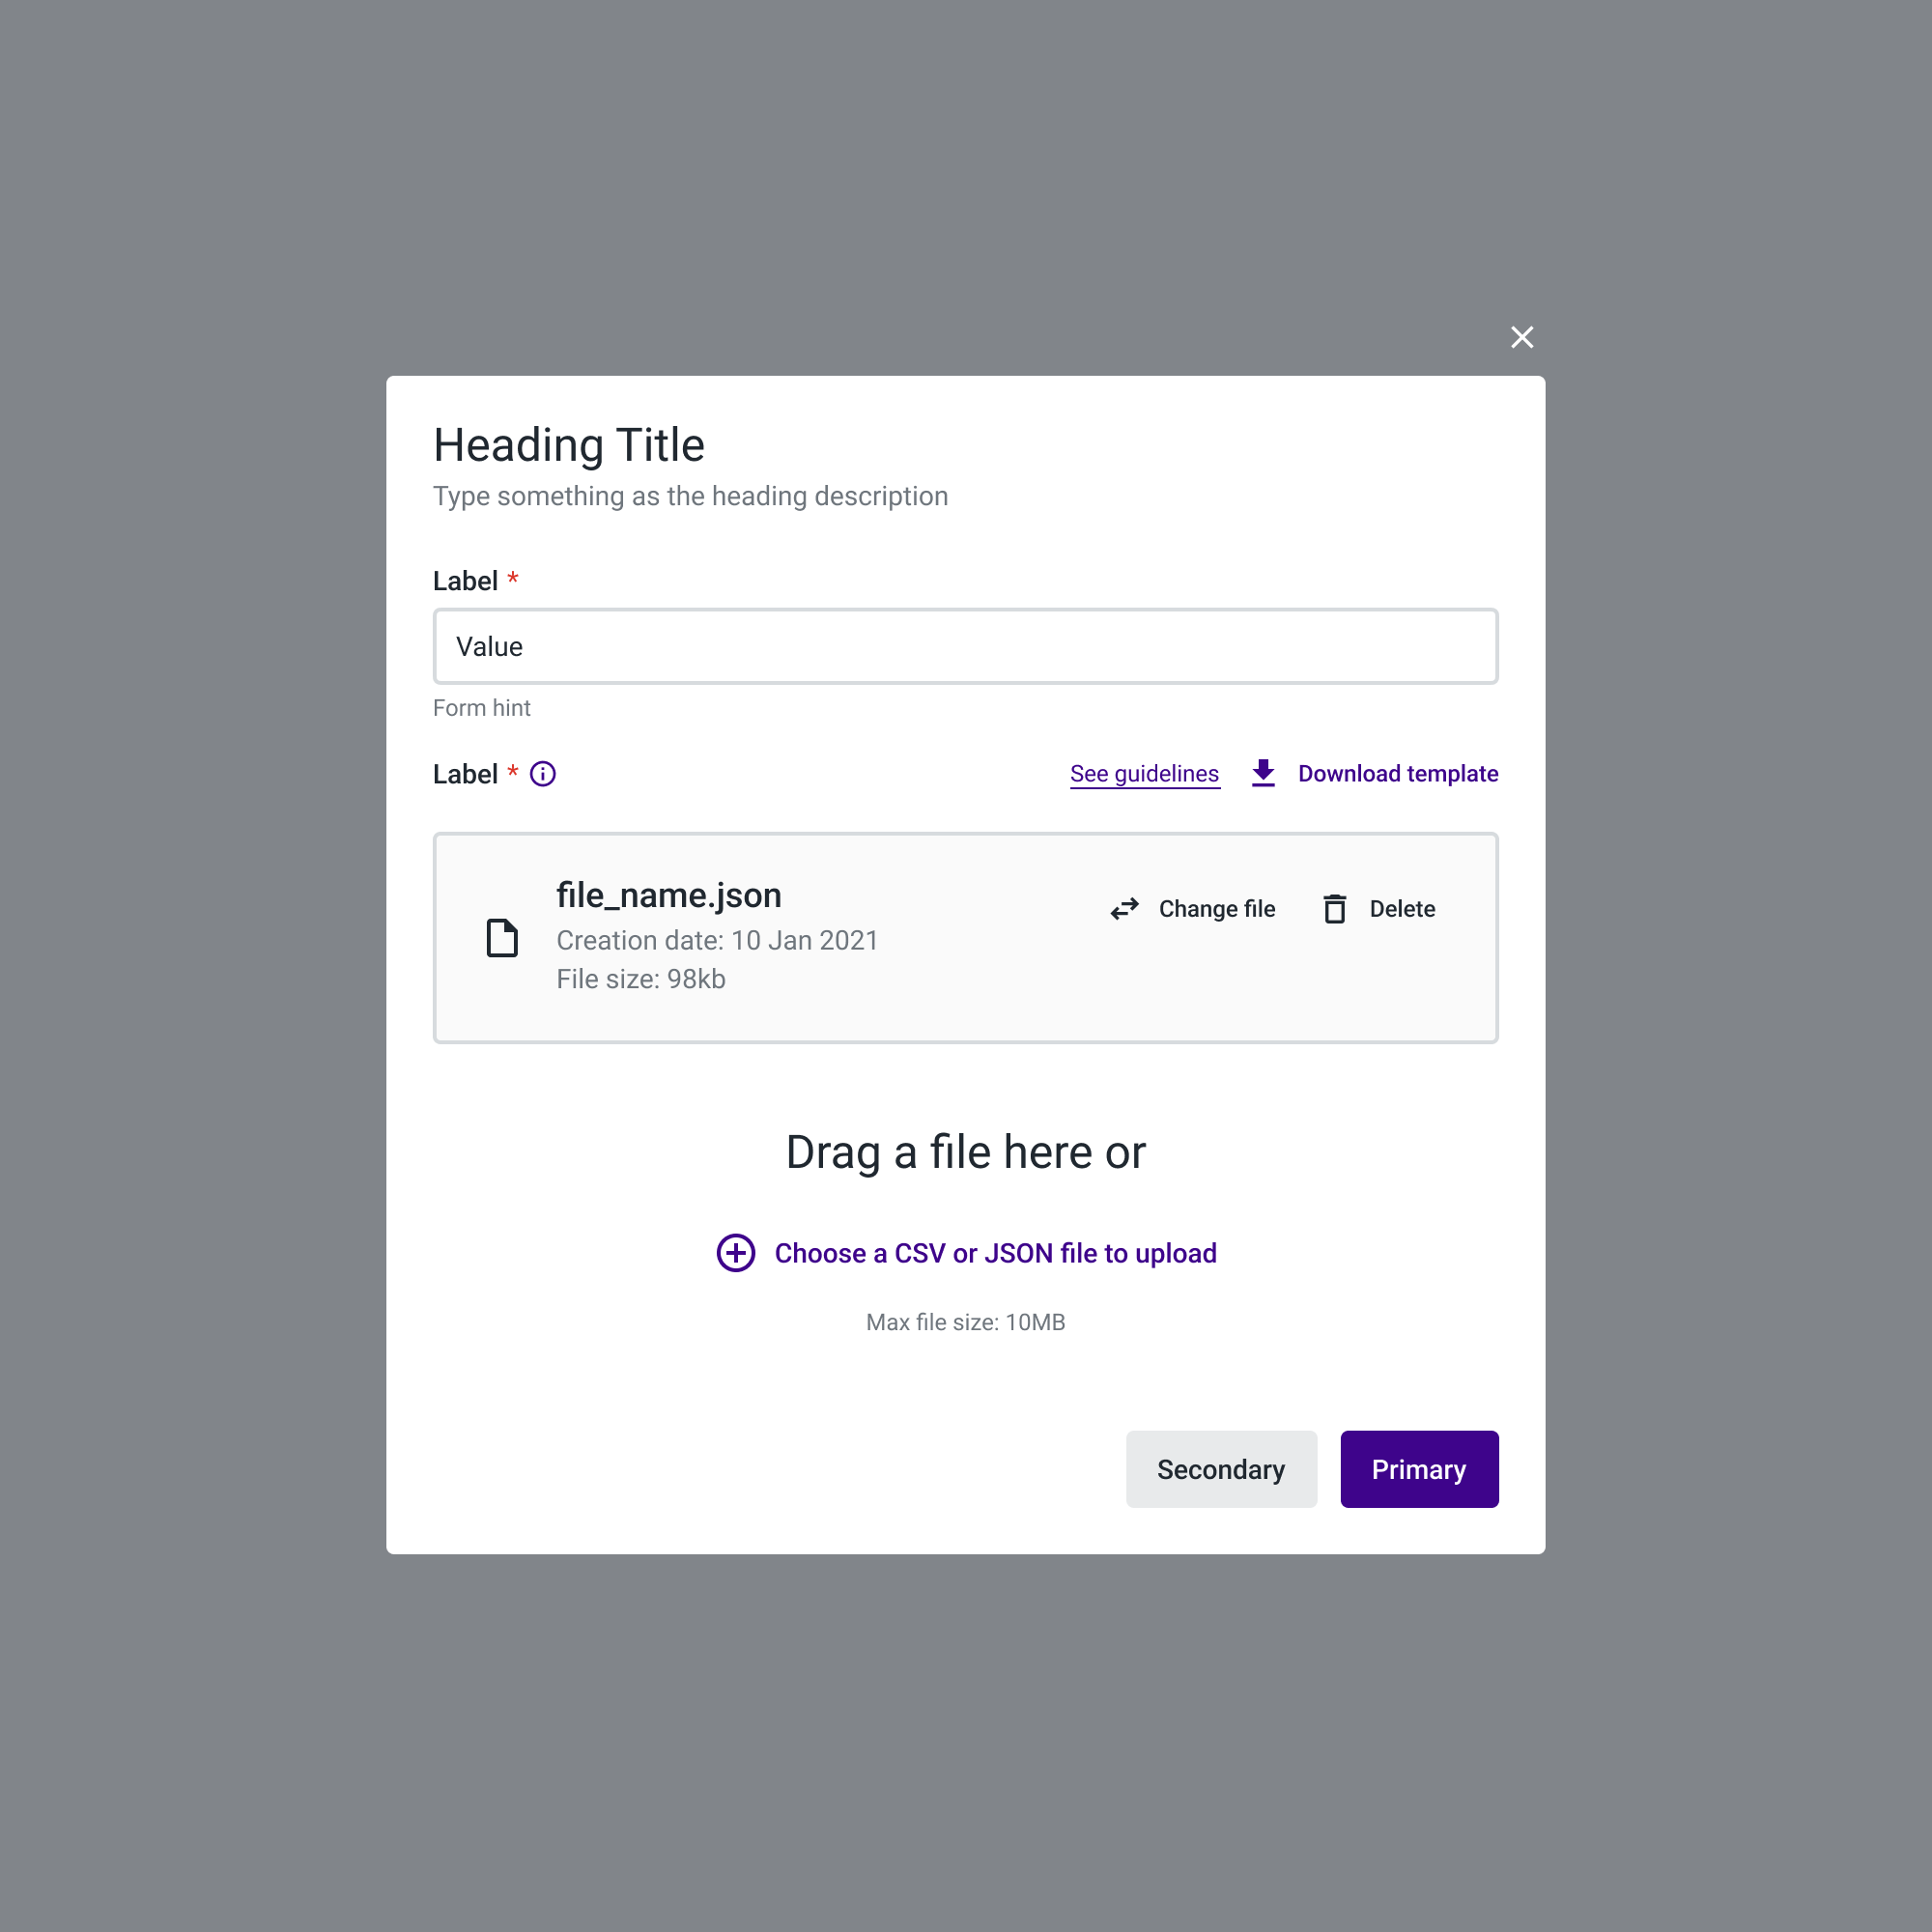 Heading Title
Type something as the heading description
Label *
Value
Form hint
Label * See guidelines Download template
file_name.json
Change file Delete
Creation date: 10 Jan 2021
File size: 98kb
Drag a file here or
Choose a CSV or JSON file to upload
Max file size: 10MB
Secondary Primary